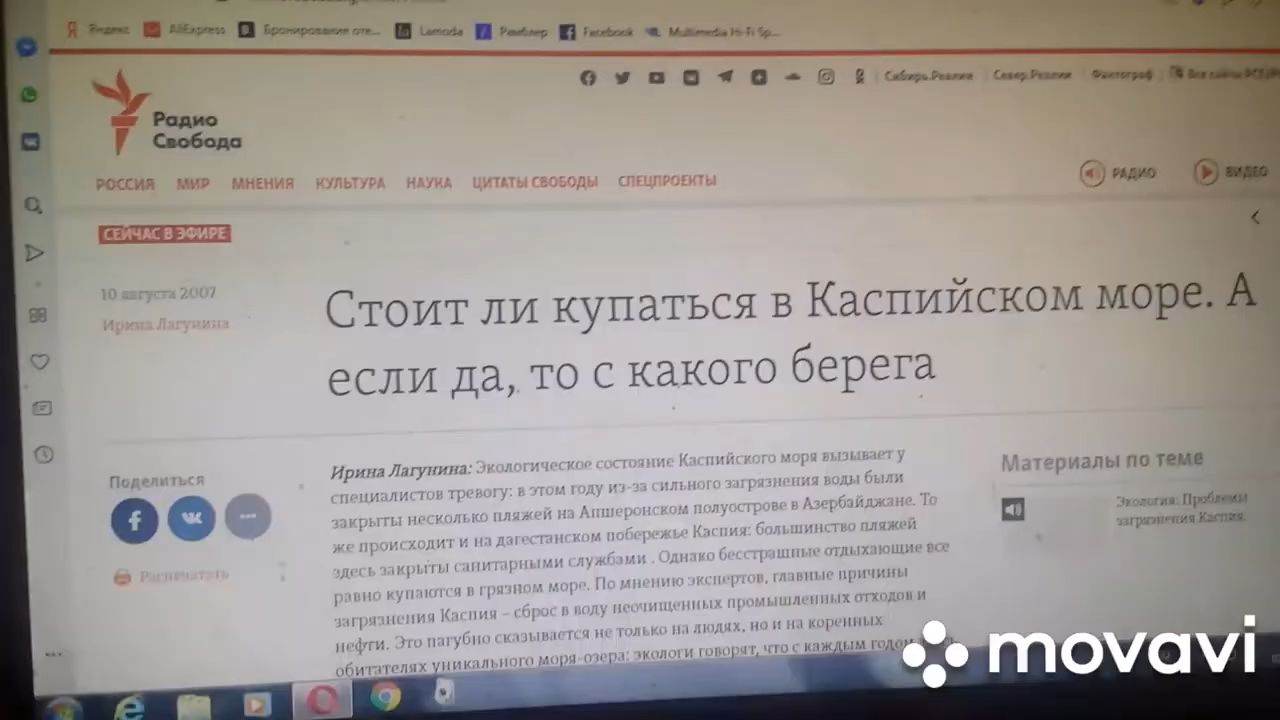 Яндекс AliExpress Бронирование оте... Lamoda Рамблер Facebook Multimedia Hi-Fi Sp...
Сибирь.Реалии Север.Реалии Фактограф Все сайты
Радио
Свобода
РОССИЯ МИР МНЕНИЯ КУЛЬТУРА НАУКА ЦИТАТЫ СВОБОДЫ СПЕЦПРОЕКТЫ
РАДИО ВИДЕО
СЕЙЧАС В ЭФИРЕ
10 августа 2007
Ирина Лагунина
Стоит ли купаться в Каспийском море. А
если да, то с какого берега
Поделиться
Распечатать
Ирина Лагунина: Экологическое состояние Каспийского моря вызывает у
специалистов тревогу: в этом году из-за сильного загрязнения воды были
закрыты несколько пляжей на Апшеронском полуострове в Азербайджане. То
же происходит и на дагестанском побережье Каспия: большинство пляжей
здесь закрыты санитарными службами . Однако бесстрашные отдыхающие все
равно купаются в грязном море. По мнению экспертов, главные причины
загрязнения Каспия – сброс в воду неочищенных промышленных отходов и
нефти. Это пагубно сказывается не только на людях, но и на коренных
обитателях уникального моря-озера: экологи говорят, что с каждым годом
Материалы по теме
Экология: Проблемы
загрязнения Каспия.
movavi